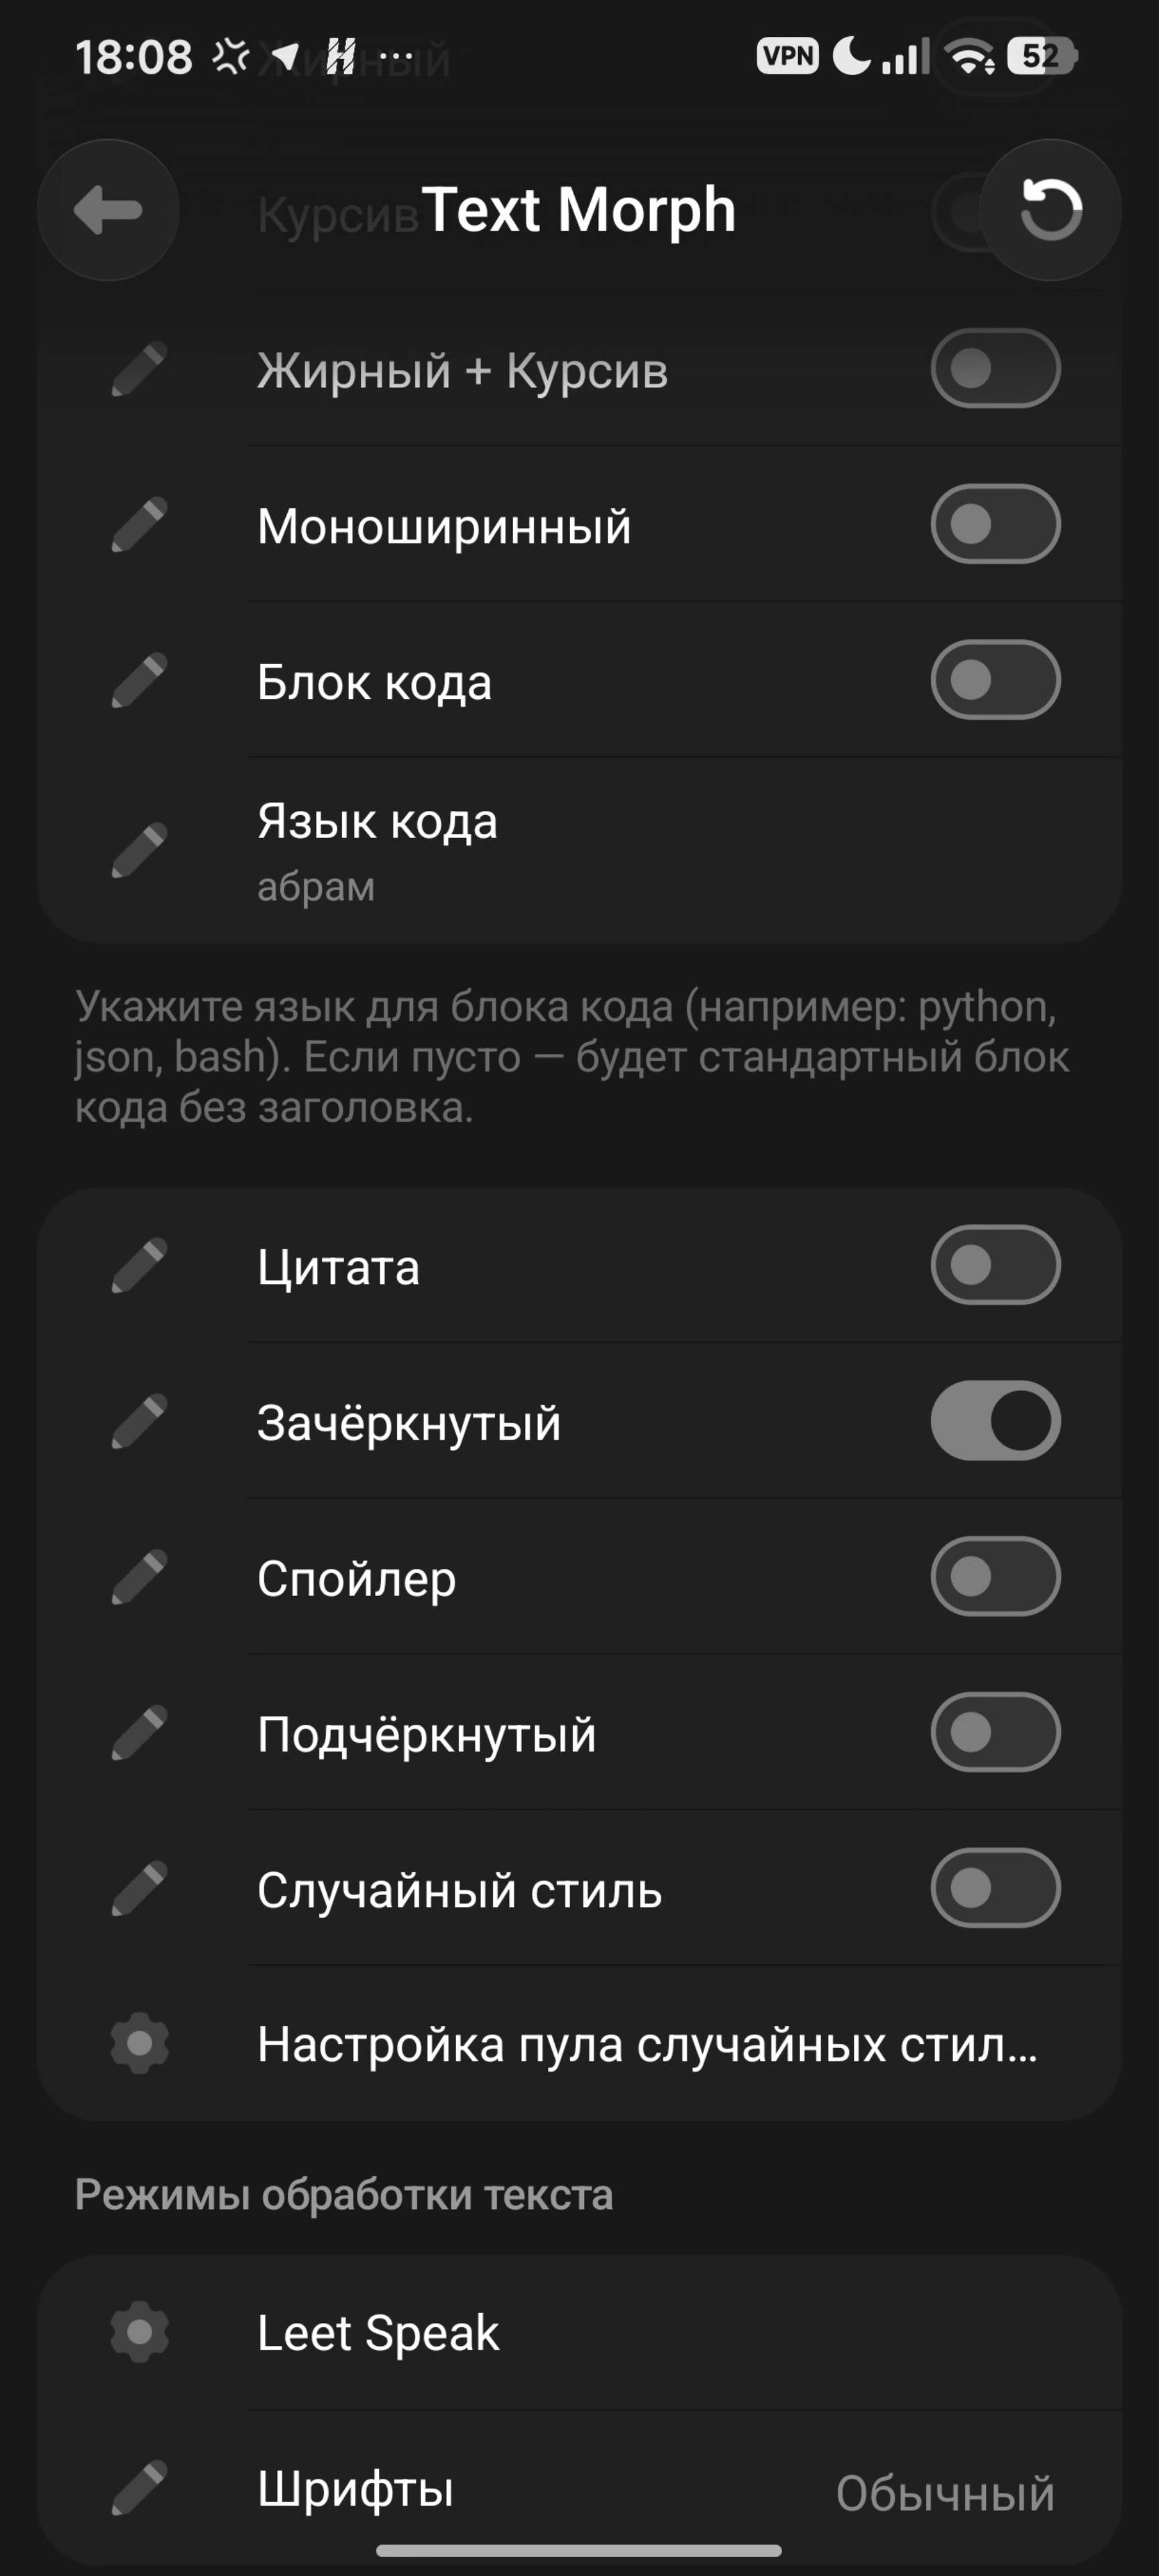 18:08
VPN
52
Жирный
Курсив
Text Morph
Жирный + Курсив
Моноширинный
Блок кода
Язык кода
абрам
Укажите язык для блока кода (например: python,
json, bash). Если пусто — будет стандартный блок
кода без заголовка.
Цитата
Зачёркнутый
Спойлер
Подчёркнутый
Случайный стиль
Настройка пула случайных стил...
Режимы обработки текста
Leet Speak
Шрифты
Обычный